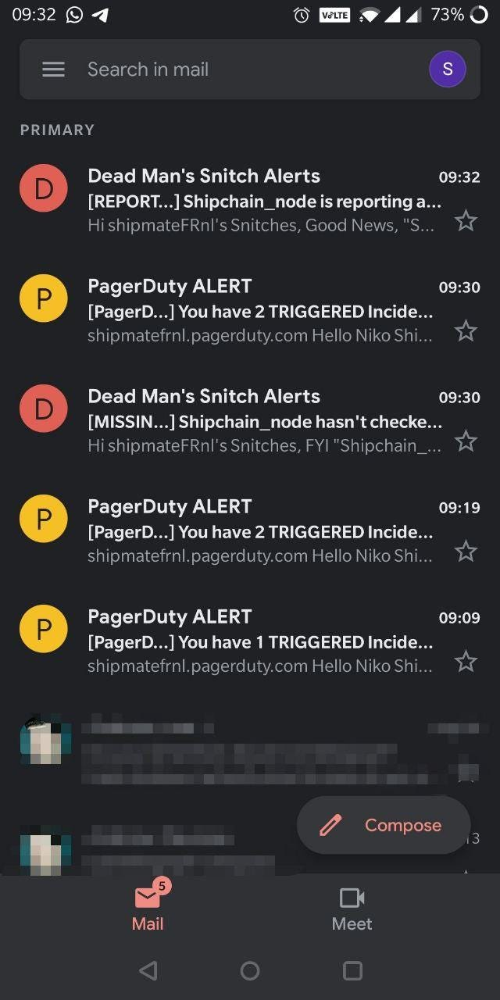 09:32 VoLTE 73%
Search in mail S
PRIMARY
D Dead Man's Snitch Alerts 09:32
[REPORT...] Shipchain_node is reporting a...
Hi shipmateFRnl's Snitches, Good News, "S...
P PagerDuty ALERT 09:30
[PagerD...] You have 2 TRIGGERED Incide...
shipmatefrnl.pagerduty.com Hello Niko Shi...
D Dead Man's Snitch Alerts 09:30
[MISSIN...] Shipchain_node hasn't checke...
Hi shipmateFRnl's Snitches, FYI "Shipchain_...
P PagerDuty ALERT 09:19
[PagerD...] You have 2 TRIGGERED Incide...
shipmatefrnl.pagerduty.com Hello Niko Shi...
P PagerDuty ALERT 09:09
[PagerD...] You have 1 TRIGGERED Incide...
shipmatefrnl.pagerduty.com Hello Niko Shi...
Compose
5
Mail Meet